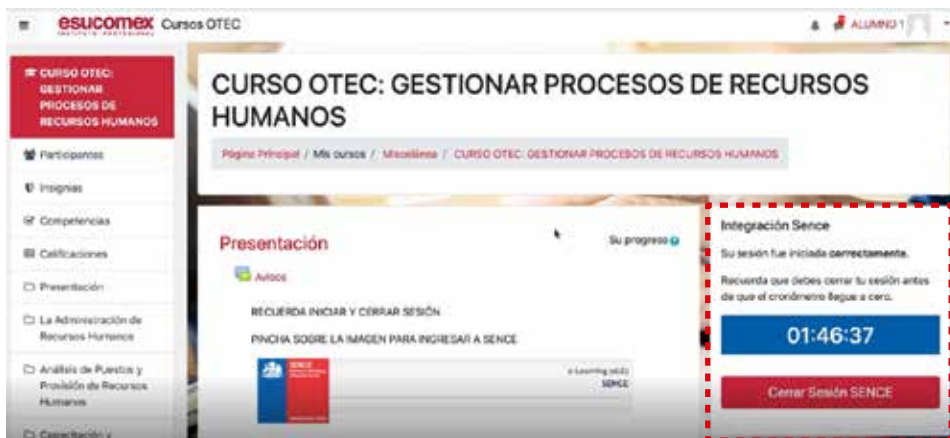 esucomex Cursos OTEC
INSTITUTO PROFESIONAL
ALUMNO 1
CURSO OTEC:
GESTIONAR
PROCESOS DE
RECURSOS HUMANOS
Participantes
Insignias
Competencias
Calificaciones
Presentación
La Administración de
Recursos Humanos
Análisis de Puestos y
Provisión de Recursos
Humanos
Capacitación y
CURSO OTEC: GESTIONAR PROCESOS DE RECURSOS
HUMANOS
Página Principal / Mis cursos / Miscelánea / CURSO OTEC: GESTIONAR PROCESOS DE RECURSOS HUMANOS
Presentación
Su progreso
Avisos
RECUERDA INICIAR Y CERRAR SESIÓN
PINCHA SOBRE LA IMAGEN PARA INGRESAR A SENCE
SENCE
e-Learning
SENCE
Integración Sence
Su sesión fue iniciada correctamente.
Recuerda que debes cerrar tu sesión antes
de que el cronómetro llegue a cero.
01:46:37
Cerrar Sesión SENCE